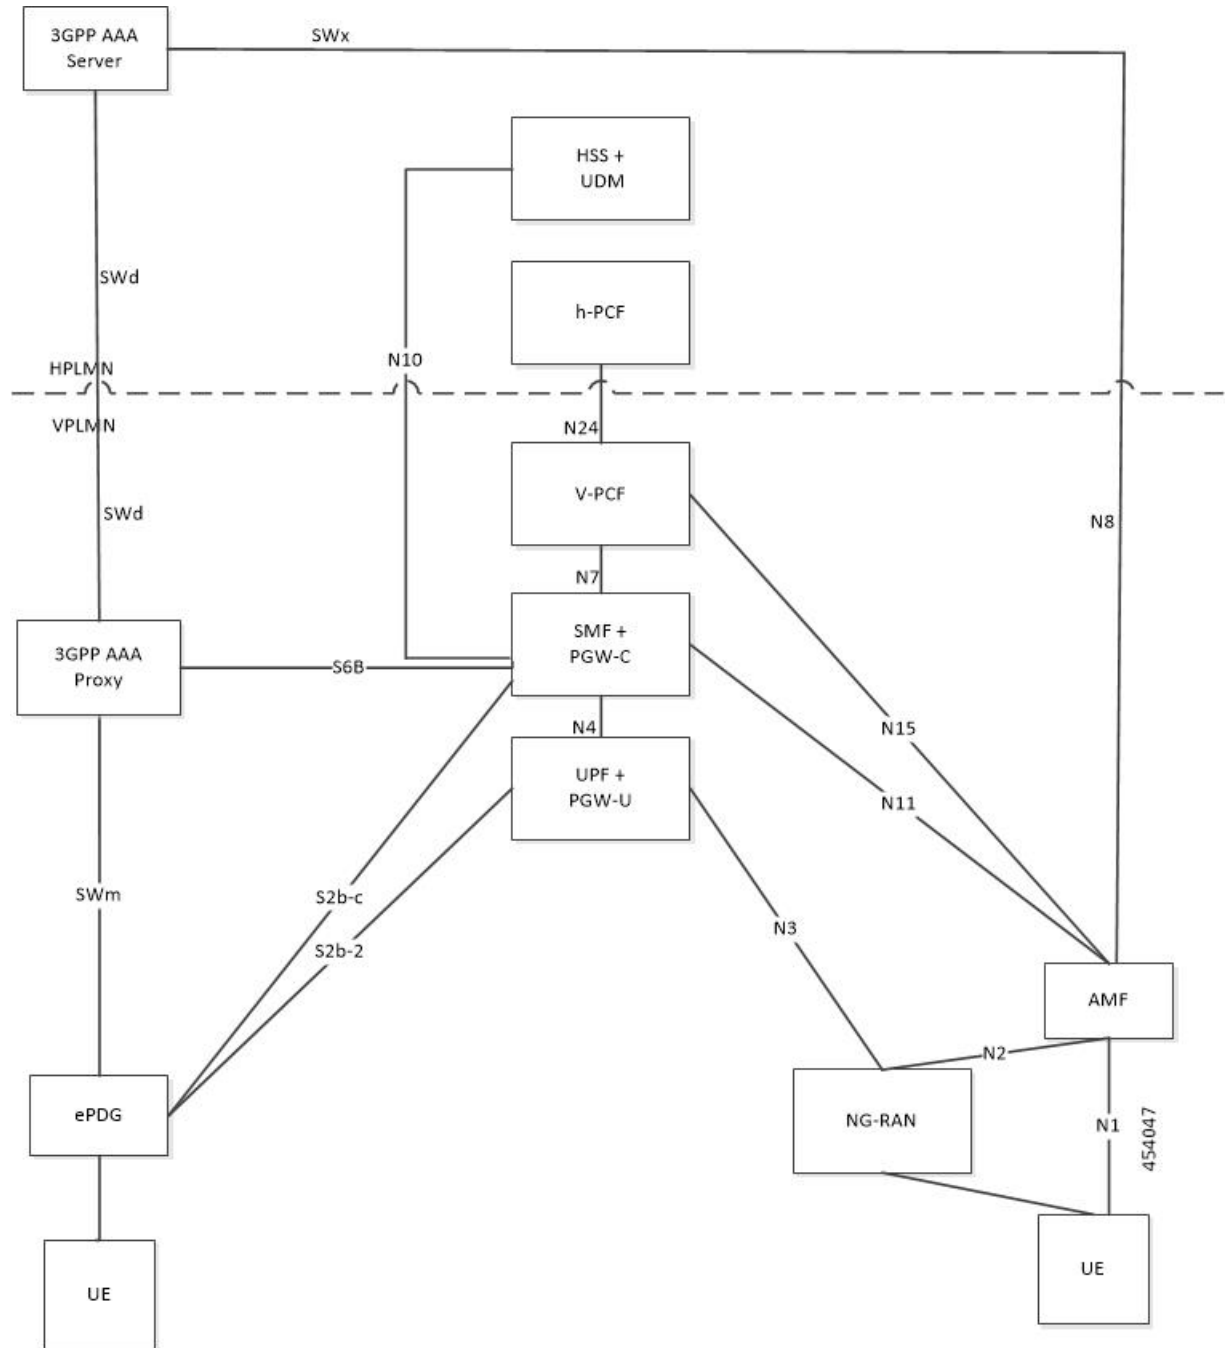 3GPP AAA
Server
SWx
HSS +
UDM
SWd
h-PCF
HPLMN
N10
VPLMN
N24
V-PCF
SWd
N8
N7
3GPP AAA
Proxy
S6B
SMF +
PGW-C
N4
N15
UPF +
PGW-U
N11
SWm
S2b-c
S2b-2
N3
AMF
N2
ePDG
NG-RAN
N1
454047
UE
UE